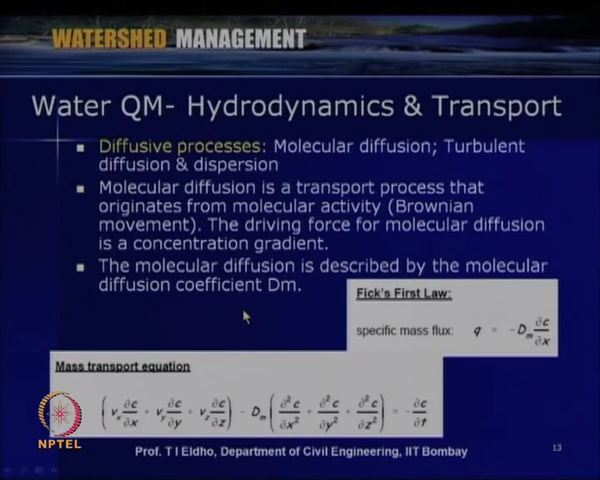 WATERSHED MANAGEMENT
Water QM- Hydrodynamics & Transport
Diffusive processes: Molecular diffusion; Turbulent
diffusion & dispersion
Molecular diffusion is a transport process that
originates from molecular activity (Brownian
movement). The driving force for molecular diffusion
is a concentration gradient.
The molecular diffusion is described by the molecular
diffusion coefficient Dm.
Fick's First Law:
specific mass flux: q = -Dm ∂c/∂x
Mass transport equation
(vx ∂c/∂x + vy ∂c/∂y + vz ∂c/∂z) - Dm (∂²c/∂x² + ∂²c/∂y² + ∂²c/∂z²) = -∂c/∂t
NPTEL
Prof. T I Eldho, Department of Civil Engineering, IIT Bombay
13